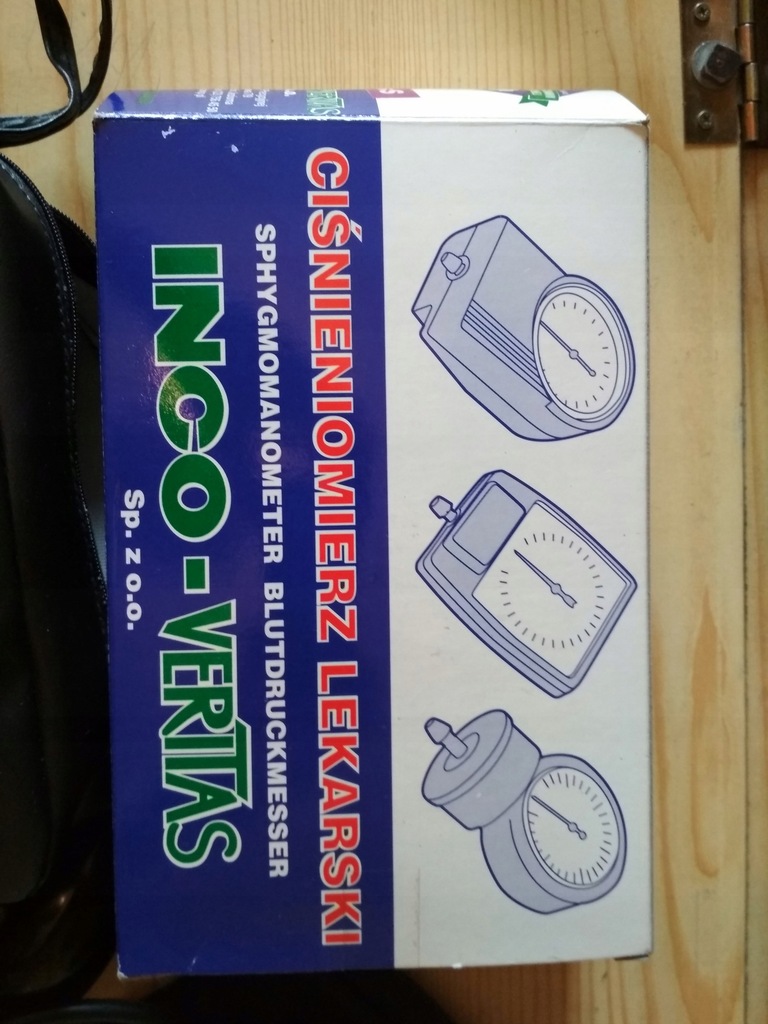 CIŚNIENIOMIERZ LEKARSKI
SPHYGMOMANOMETER BLUTDRUCKMESSER
INCO-VERITAS
Sp. z o.o.